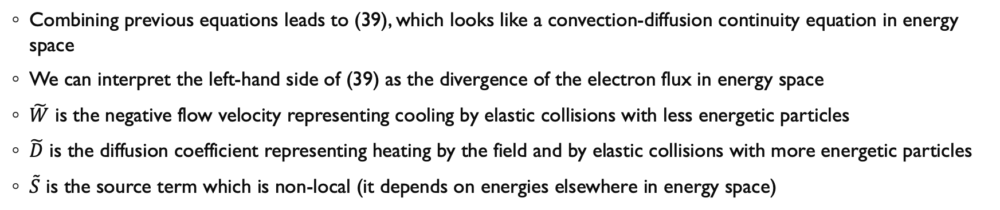 ◦ Combining previous equations leads to (39), which looks like a convection-diffusion continuity equation in energy
space
◦ We can interpret the left-hand side of (39) as the divergence of the electron flux in energy space
◦ W̃ is the negative flow velocity representing cooling by elastic collisions with less energetic particles
◦ D̃ is the diffusion coefficient representing heating by the field and by elastic collisions with more energetic particles
◦ S̃ is the source term which is non-local (it depends on energies elsewhere in energy space)